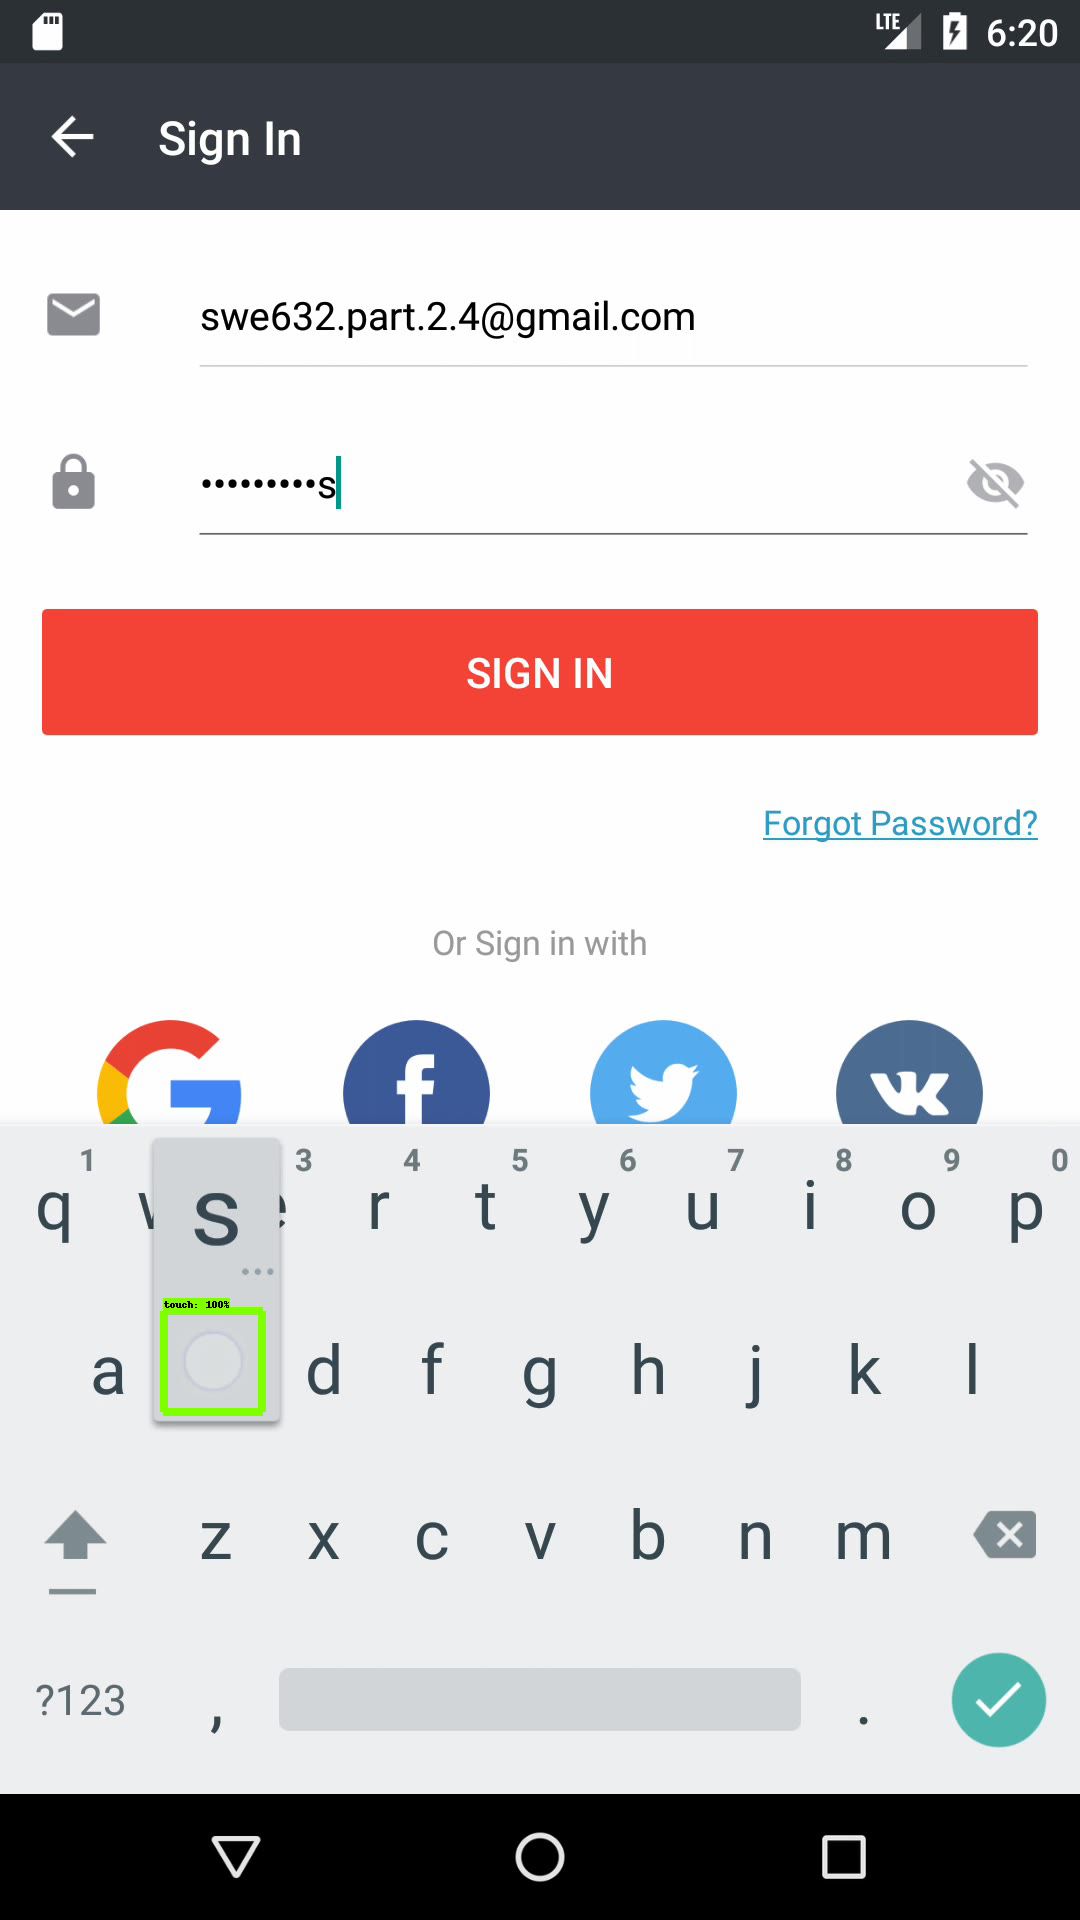 LTE 6:20
Sign In
swe632.part.2.4@gmail.com
•••••••••s
SIGN IN
Forgot Password?
Or Sign in with
1 3 4 5 6 7 8 9 0
q w s e r t y u i o p
touch: 100%
a d f g h j k l
z x c v b n m
?123 , .